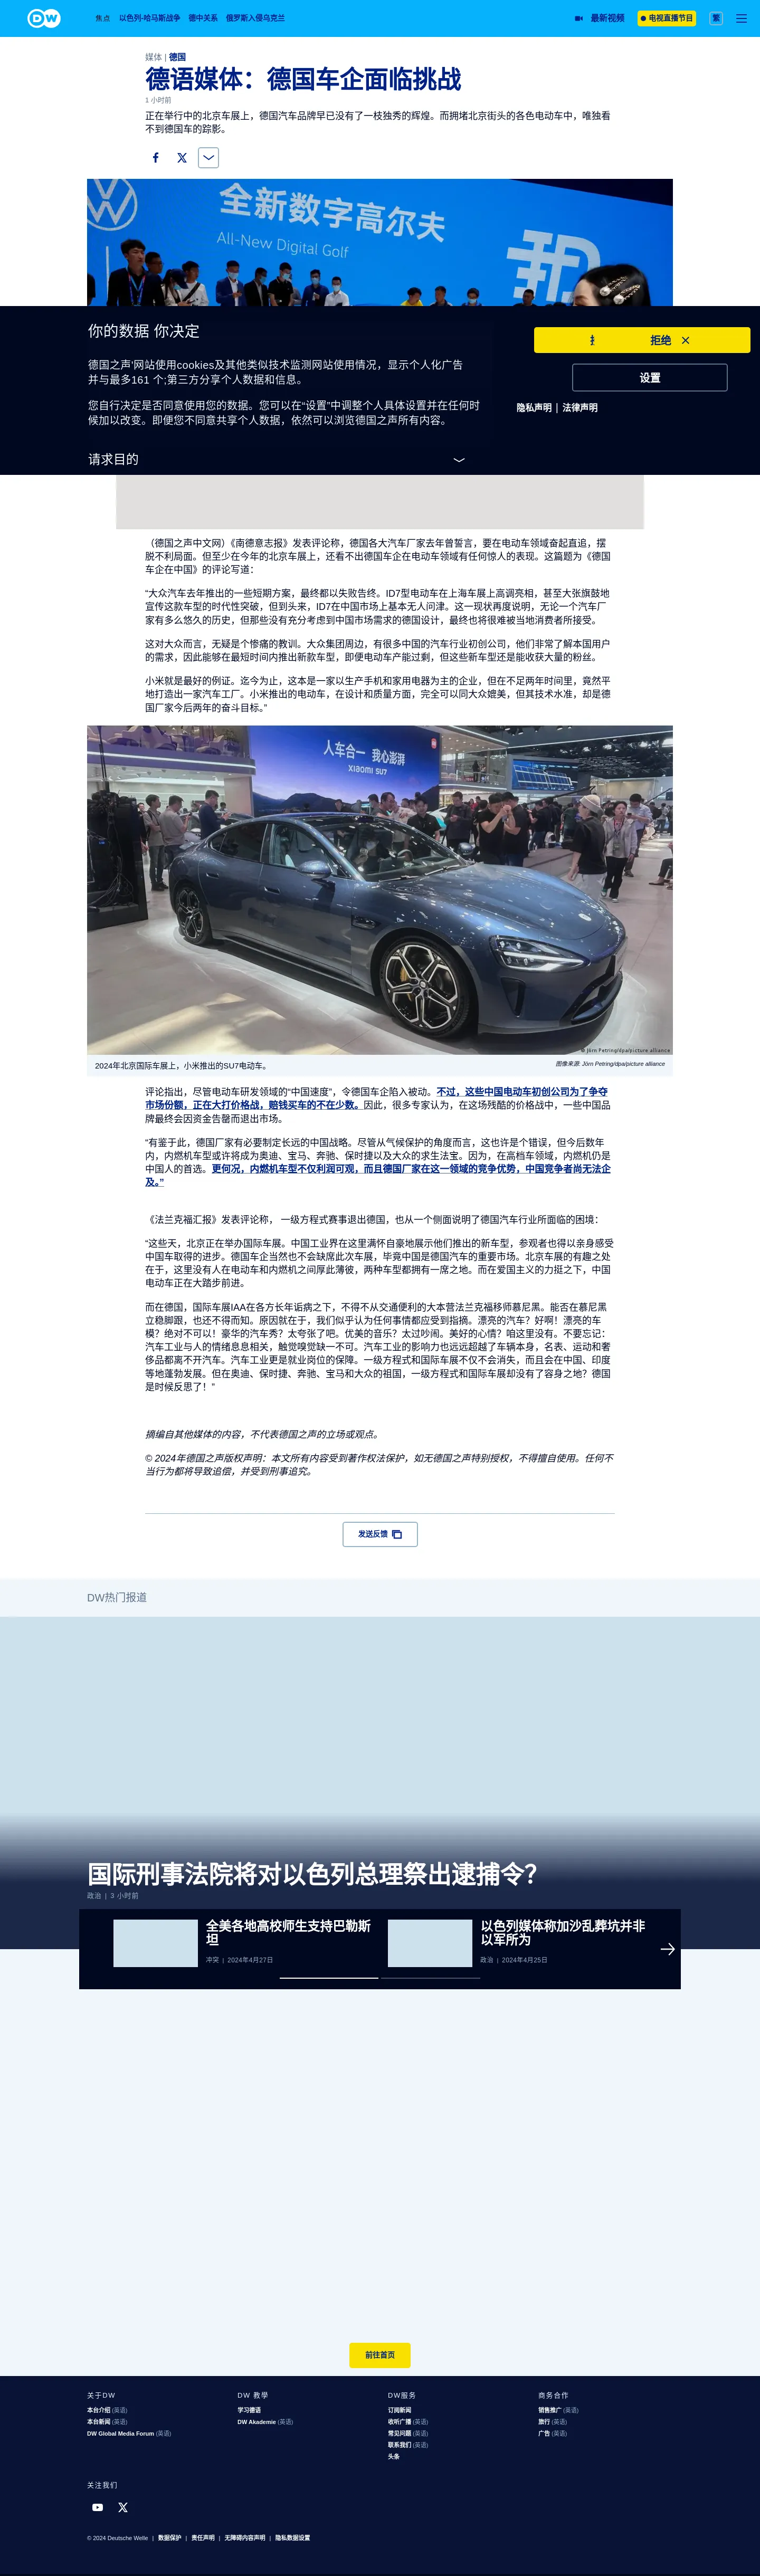 DW
焦点 以色列-哈马斯战争 德中关系 俄罗斯入侵乌克兰 最新视频 电视直播节目 繁
媒体 | 德国
德语媒体：德国车企面临挑战
1 小时前
正在举行中的北京车展上，德国汽车品牌早已没有了一枝独秀的辉煌。而拥堵北京街头的各色电动车中，唯独看
不到德国车的踪影。
全新数字高尔夫
All-New Digital Golf
你的数据 你决定
拒绝
德国之声'网站使用cookies及其他类似技术监测网站使用情况，显示个人化广告
并与最多161 个;第三方分享个人数据和信息。
设置
您自行决定是否同意使用您的数据。您可以在“设置”中调整个人具体设置并在任何时
候加以改变。即便您不同意共享个人数据，依然可以浏览德国之声所有内容。
隐私声明 | 法律声明
请求目的
（德国之声中文网）《南德意志报》发表评论称，德国各大汽车厂家去年曾誓言，要在电动车领域奋起直追，摆
脱不利局面。但至少在今年的北京车展上，还看不出德国车企在电动车领域有任何惊人的表现。这篇题为《德国
车企在中国》的评论写道：
“大众汽车去年推出的一些短期方案，最终都以失败告终。ID7型电动车在上海车展上高调亮相，甚至大张旗鼓地
宣传这款车型的时代性突破，但到头来，ID7在中国市场上基本无人问津。这一现状再度说明，无论一个汽车厂
家有多么悠久的历史，但那些没有充分考虑到中国市场需求的德国设计，最终也将很难被当地消费者所接受。
这对大众而言，无疑是个惨痛的教训。大众集团周边，有很多中国的汽车行业初创公司，他们非常了解本国用户
的需求，因此能够在最短时间内推出新款车型，即便电动车产能过剩，但这些新车型还是能收获大量的粉丝。
小米就是最好的例证。迄今为止，这本是一家以生产手机和家用电器为主的企业，但在不足两年时间里，竟然平
地打造出一家汽车工厂。小米推出的电动车，在设计和质量方面，完全可以同大众媲美，但其技术水准，却是德
国厂家今后两年的奋斗目标。”
人车合一 我心澎湃
Xiaomi SU7
© Jörn Petring/dpa/picture alliance
2024年北京国际车展上，小米推出的SU7电动车。
图像来源: Jörn Petring/dpa/picture alliance
评论指出，尽管电动车研发领域的“中国速度”，令德国车企陷入被动。不过，这些中国电动车初创公司为了争夺
市场份额，正在大打价格战，赔钱买车的不在少数。因此，很多专家认为，在这场残酷的价格战中，一些中国品
牌最终会因资金告罄而退出市场。
“有鉴于此，德国厂家有必要制定长远的中国战略。尽管从气候保护的角度而言，这也许是个错误，但今后数年
内，内燃机车型或许将成为奥迪、宝马、奔驰、保时捷以及大众的求生法宝。因为，在高档车领域，内燃机仍是
中国人的首选。更何况，内燃机车型不仅利润可观，而且德国厂家在这一领域的竞争优势，中国竞争者尚无法企
及。”
《法兰克福汇报》发表评论称， 一级方程式赛事退出德国，也从一个侧面说明了德国汽车行业所面临的困境：
“这些天，北京正在举办国际车展。中国工业界在这里满怀自豪地展示他们推出的新车型，参观者也得以亲身感受
中国车取得的进步。德国车企当然也不会缺席此次车展，毕竟中国是德国汽车的重要市场。北京车展的有趣之处
在于，这里没有人在电动车和内燃机之间厚此薄彼，两种车型都拥有一席之地。而在爱国主义的力挺之下，中国
电动车正在大踏步前进。
而在德国，国际车展IAA在各方长年诟病之下，不得不从交通便利的大本营法兰克福移师慕尼黑。能否在慕尼黑
立稳脚跟，也还不得而知。原因就在于，我们似乎认为任何事情都应受到指摘。漂亮的汽车？好啊！漂亮的车
模？绝对不可以！豪华的汽车秀？太夸张了吧。优美的音乐？太过吵闹。美好的心情？咱这里没有。不要忘记：
汽车工业与人的情绪息息相关，触觉嗅觉缺一不可。汽车工业的影响力也远远超越了车辆本身，名表、运动和奢
侈品都离不开汽车。汽车工业更是就业岗位的保障。一级方程式和国际车展不仅不会消失，而且会在中国、印度
等地蓬勃发展。但在奥迪、保时捷、奔驰、宝马和大众的祖国，一级方程式和国际车展却没有了容身之地？德国
是时候反思了！”
摘编自其他媒体的内容，不代表德国之声的立场或观点。
© 2024年德国之声版权声明：本文所有内容受到著作权法保护，如无德国之声特别授权，不得擅自使用。任何不
当行为都将导致追偿，并受到刑事追究。
发送反馈
DW热门报道
国际刑事法院将对以色列总理祭出逮捕令？
政治 | 3 小时前
全美各地高校师生支持巴勒斯
坦
冲突 | 2024年4月27日
以色列媒体称加沙乱葬坑并非
以军所为
政治 | 2024年4月25日
前往首页
关于DW
本台介绍 (英语)
本台新闻 (英语)
DW Global Media Forum (英语)
DW 教學
学习德语
DW Akademie (英语)
DW服务
订阅新闻
收听广播 (英语)
常见问题 (英语)
联系我们 (英语)
头条
商务合作
销售推广 (英语)
旅行 (英语)
广告 (英语)
关注我们
© 2024 Deutsche Welle | 数据保护 | 责任声明 | 无障碍内容声明 | 隐私数据设置